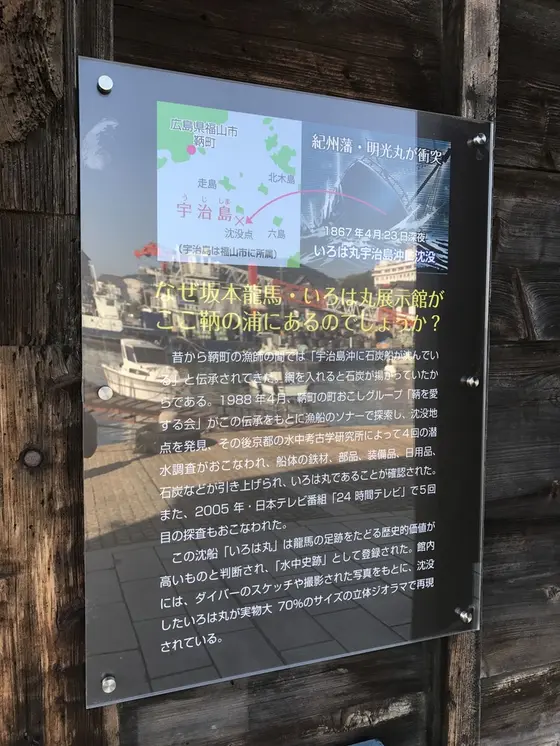 広島県福山市
鞆町
走島
北木島
うじしま
宇治島
沈没点
六島
(宇治島は福山市に所属)
紀州藩・明光丸が衝突
1867年4月23日深夜
いろは丸宇治島沖に沈没
なぜ坂本龍馬・いろは丸展示館が
ここ鞆の浦にあるのでしょうか？
昔から鞆町の漁師の間では「宇治島沖に石炭船が沈んでい
る」と伝承されてきた。網を入れると石炭が揚がっていたか
らである。1988年4月、鞆町の町おこしグループ「鞆を愛
する会」がこの伝承をもとに漁船のソナーで探索し、沈没地
点を発見、その後京都の水中考古学研究所によって4回の潜
水調査がおこなわれ、船体の鉄材、部品、装備品、日用品、
石炭などが引き上げられ、いろは丸であることが確認された。
また、2005年・日本テレビ番組「24時間テレビ」で5回
目の探査もおこなわれた。
この沈船「いろは丸」は龍馬の足跡をたどる歴史的価値が
高いものと判断され、「水中史跡」として登録された。館内
には、ダイバーのスケッチや撮影された写真をもとに、沈没
したいろは丸が実物大 70%のサイズの立体ジオラマで再現
されている。